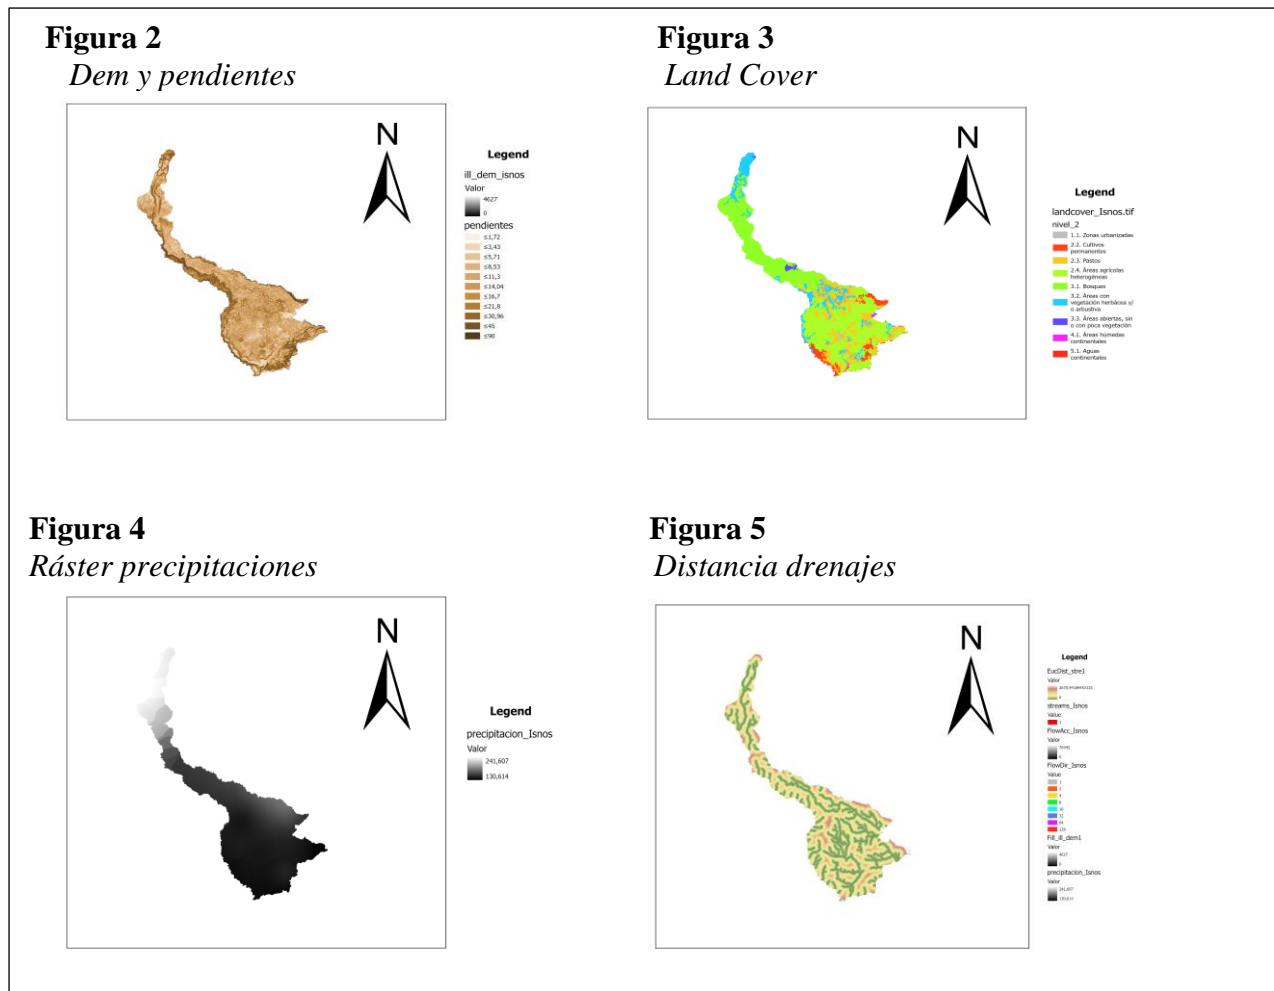 Figura 2
Dem y pendientes
N
Legend
ill_dem_isnos
Valor
4627
0
pendientes
≤1,72
≤3,43
≤5,71
≤8,53
≤11,3
≤14,04
≤16,7
≤21,8
≤30,96
≤45
≤90
Figura 3
Land Cover
N
Legend
landcover_Isnos.tif
nivel_2
1.1. Zonas urbanizadas
2.2. Cultivos
permanentes
2.3. Pastos
2.4. Áreas agrícolas
heterogéneas
3.1. Bosques
3.2. Áreas con
vegetación herbácea y/
o arbustiva
3.3. Áreas abiertas, sin
o con poca vegetación
4.1. Áreas húmedas
continentales
5.1. Aguas
continentales
Figura 4
Ráster precipitaciones
N
Legend
precipitacion_Isnos
Valor
241,607
130,614
Figura 5
Distancia drenajes
N
Legend
EucDist_stre1
Valor
0
streams_Isnos
Value
1
FlowAcc_Isnos
Valor
0
FlowDir_Isnos
Value
1
2
4
8
16
32
64
128
Fill_ill_dem1
Valor
4627
0
precipitacion_Isnos
Valor
241,607
130,614